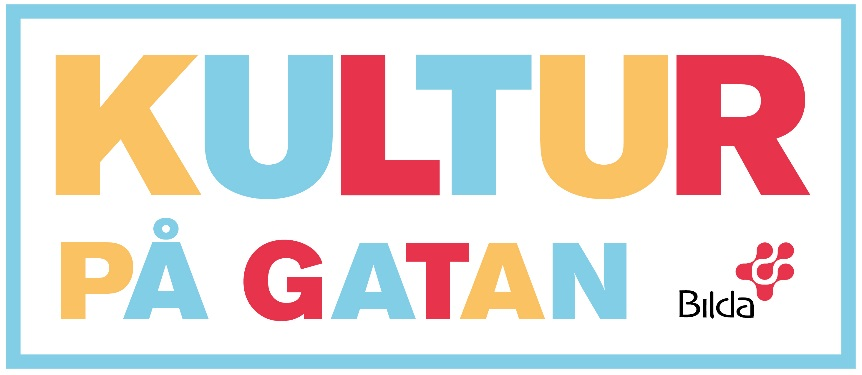 KULTUR
PÅ GATAN
Bilda